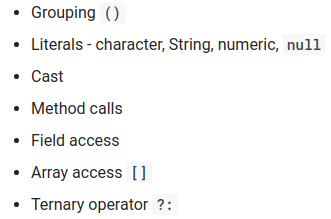 • Grouping ()
• Literals - character, String, numeric, null
• Cast
• Method calls
• Field access
• Array access []
• Ternary operator ?: